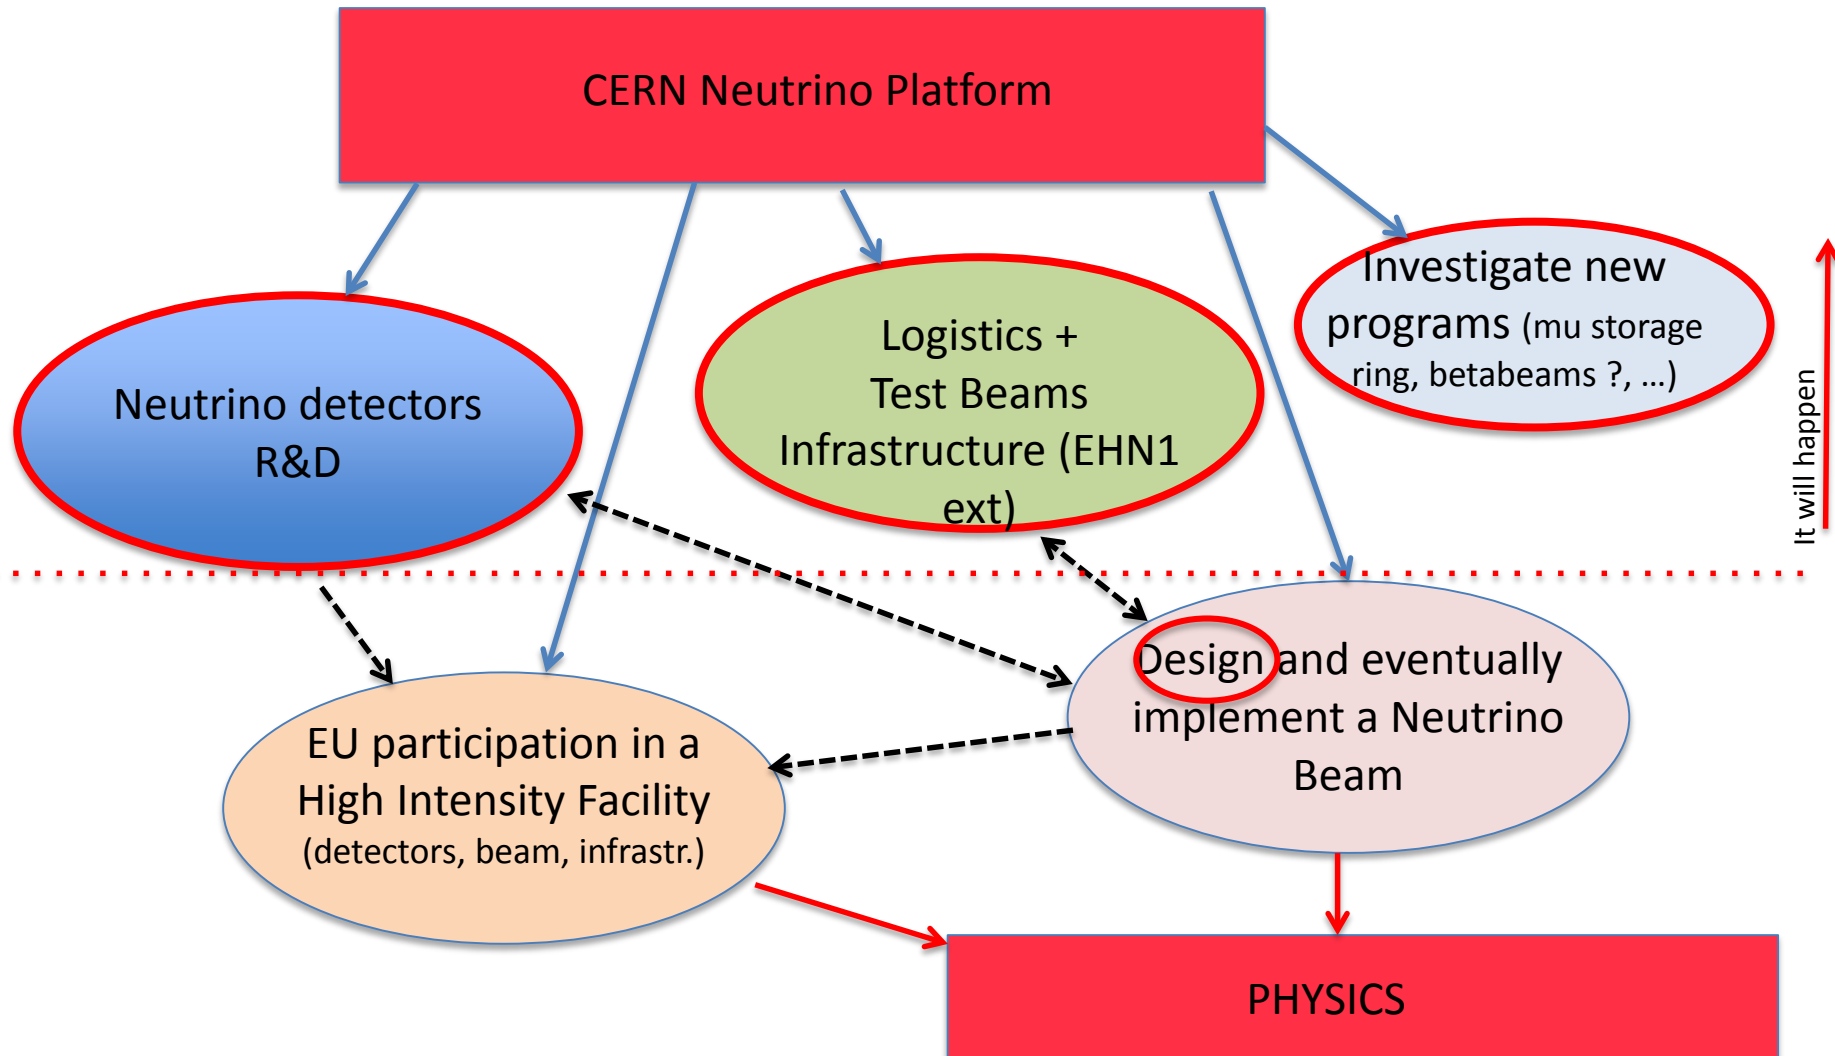 CERN Neutrino Platform
Investigate new
programs (mu storage
ring, betabeams ?, ...)
Logistics +
Test Beams
Infrastructure (EHN1
ext)
Neutrino detectors
R&D
It will happen
Design and eventually
implement a Neutrino
Beam
EU participation in a
High Intensity Facility
(detectors, beam, infrastr.)
PHYSICS